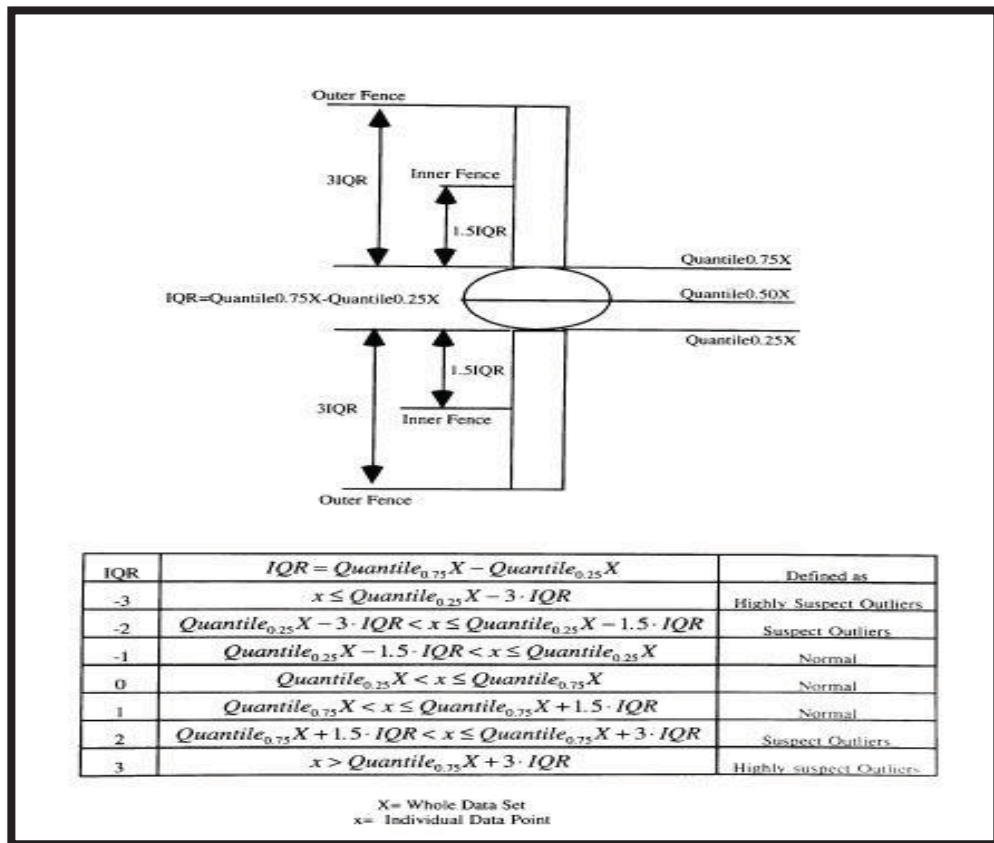 Outer Fence
Inner Fence
3IQR
1.5IQR
Quantile0.75X
IQR=Quantile0.75X-Quantile0.25X
Quantile0.50X
Quantile0.25X
1.5IQR
3IQR
Inner Fence
Outer Fence
IQR IQR = Quantile₀.₇₅X − Quantile₀.₂₅X Defined as
-3 x ≤ Quantile₀.₂₅X − 3 · IQR Highly Suspect Outliers
-2 Quantile₀.₂₅X − 3 · IQR < x ≤ Quantile₀.₂₅X − 1.5 · IQR Suspect Outliers
-1 Quantile₀.₂₅X − 1.5 · IQR < x ≤ Quantile₀.₂₅X Normal
0 Quantile₀.₂₅X < x ≤ Quantile₀.₇₅X Normal
1 Quantile₀.₇₅X < x ≤ Quantile₀.₇₅X + 1.5 · IQR Normal
2 Quantile₀.₇₅X + 1.5 · IQR < x ≤ Quantile₀.₇₅X + 3 · IQR Suspect Outliers
3 x > Quantile₀.₇₅X + 3 · IQR Highly suspect Outliers
X= Whole Data Set
x= Individual Data Point